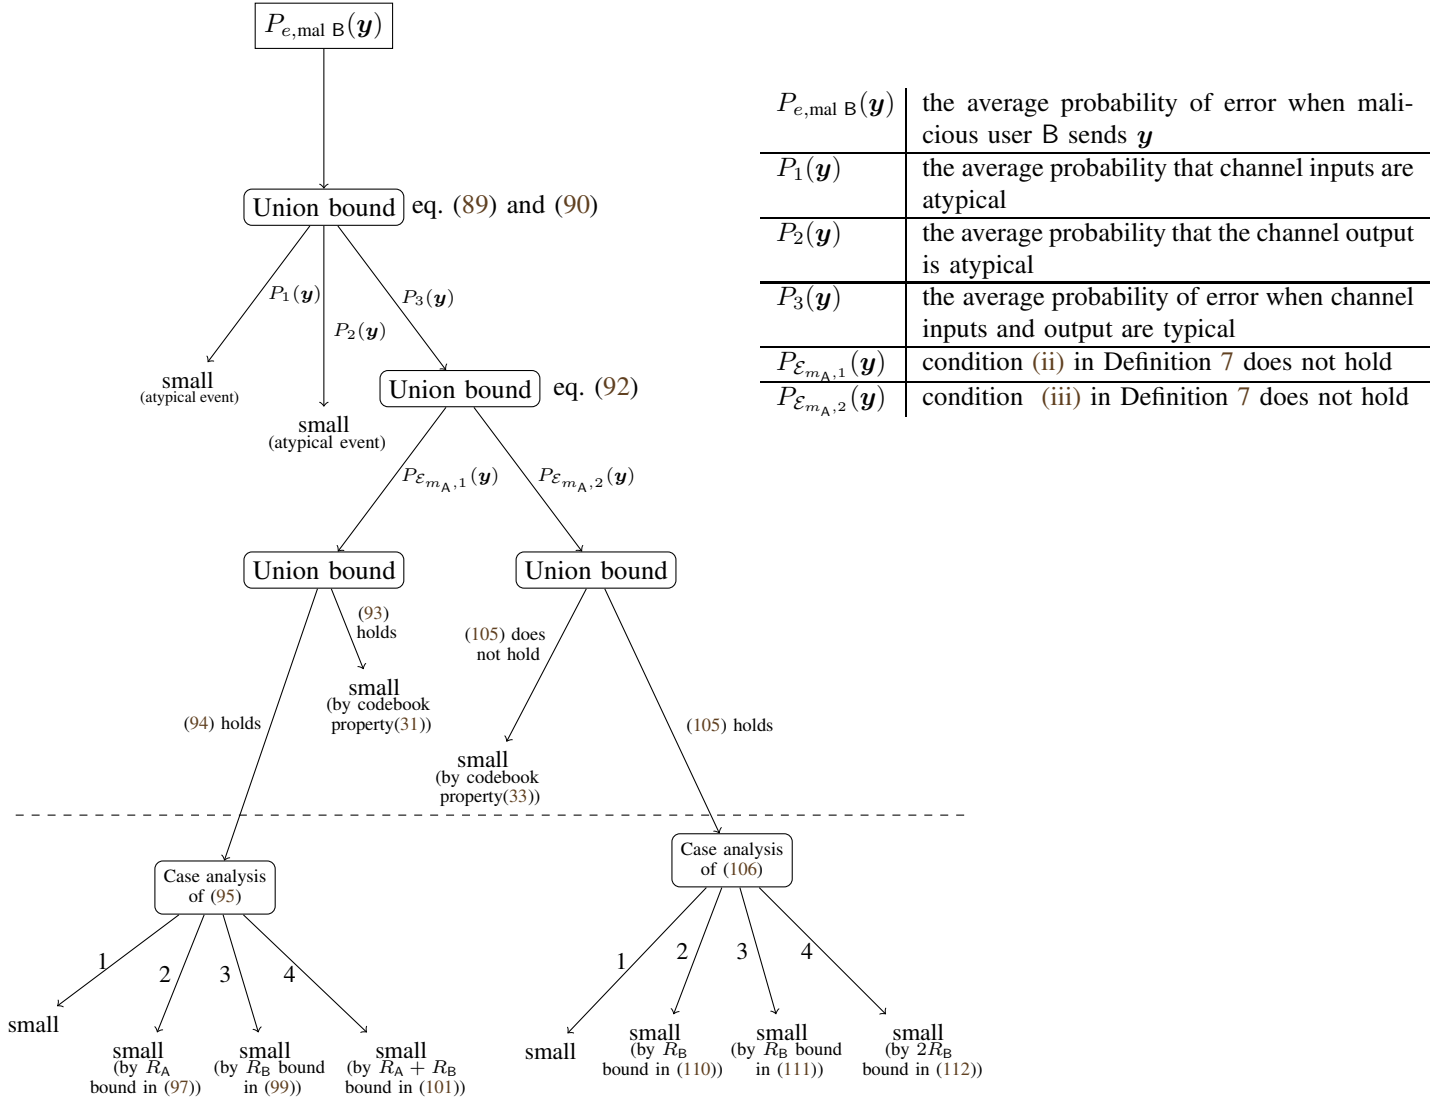 P_{e,mal B}(y)
Union bound eq. (89) and (90)
P_1(y)
P_2(y)
P_3(y)
small
(atypical event)
small
(atypical event)
Union bound eq. (92)
P_{ℰ_{m_A},1}(y)
P_{ℰ_{m_A},2}(y)
Union bound
Union bound
(93)
holds
small
(by codebook
property(31))
(94) holds
(105) does
not hold
small
(by codebook
property(33))
(105) holds
Case analysis
of (95)
1
2
3
4
small
small
(by R_A
bound in (97))
small
(by R_B bound
in (99))
small
(by R_A + R_B
bound in (101))
Case analysis
of (106)
1
2
3
4
small
small
(by R_B
bound in (110))
small
(by R_B bound
in (111))
small
(by 2R_B
bound in (112))
P_{e,mal B}(y) the average probability of error when mali-
cious user B sends y
P_1(y) the average probability that channel inputs are
atypical
P_2(y) the average probability that the channel output
is atypical
P_3(y) the average probability of error when channel
inputs and output are typical
P_{ℰ_{m_A},1}(y) condition (ii) in Definition 7 does not hold
P_{ℰ_{m_A},2}(y) condition (iii) in Definition 7 does not hold